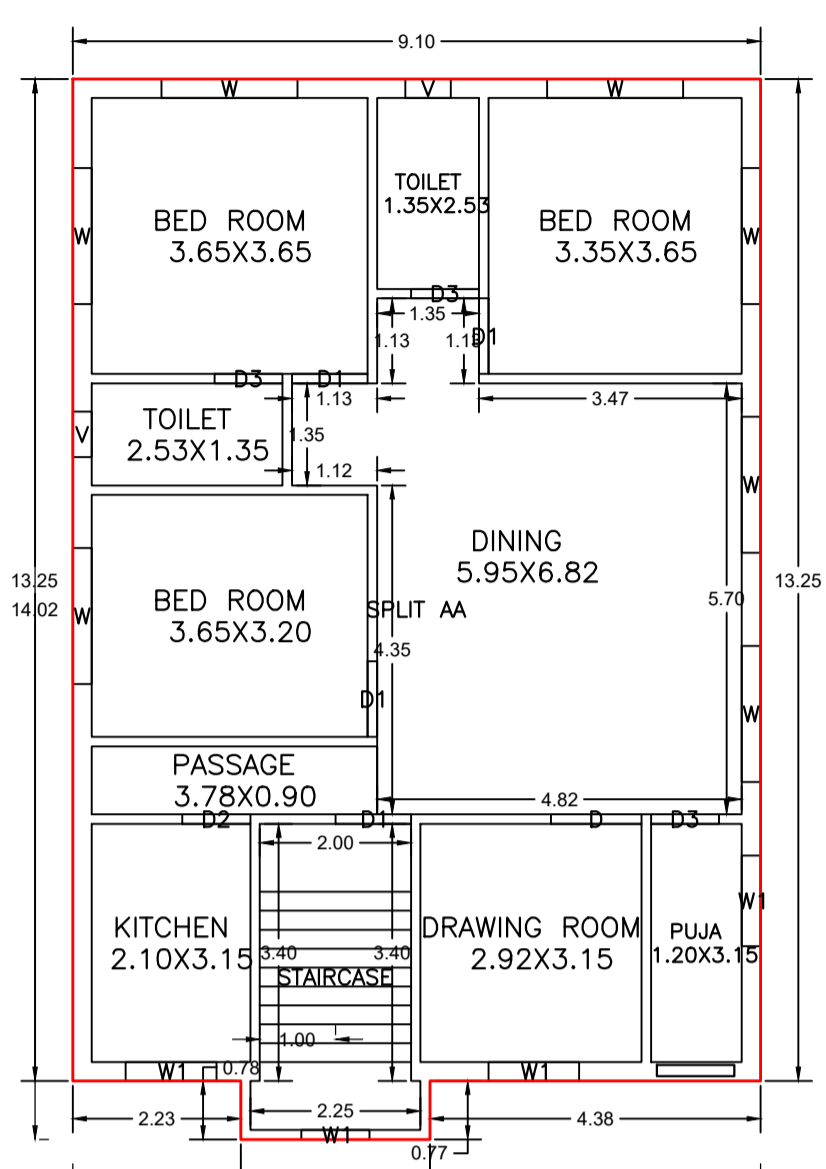 9.10
W
V
W
TOILET
1.35X2.53
BED ROOM
3.65X3.65
BED ROOM
3.35X3.65
W
W
D3
1.35
1.13
1.13
D1
D3
D1
1.13
3.47
TOILET
2.53X1.35
V
1.35
1.12
W
DINING
5.95X6.82
13.25
14.02
13.25
BED ROOM
3.65X3.20
W
SPLIT AA
5.70
4.35
D1
W
PASSAGE
3.78X0.90
4.82
D2
D1
D
D3
2.00
KITCHEN
2.10X3.15
3.40
3.40
DRAWING ROOM
2.92X3.15
PUJA
1.20X3.15
W1
STAIRCASE
1.00
W1
0.78
W1
2.23
2.25
4.38
W1
0.77